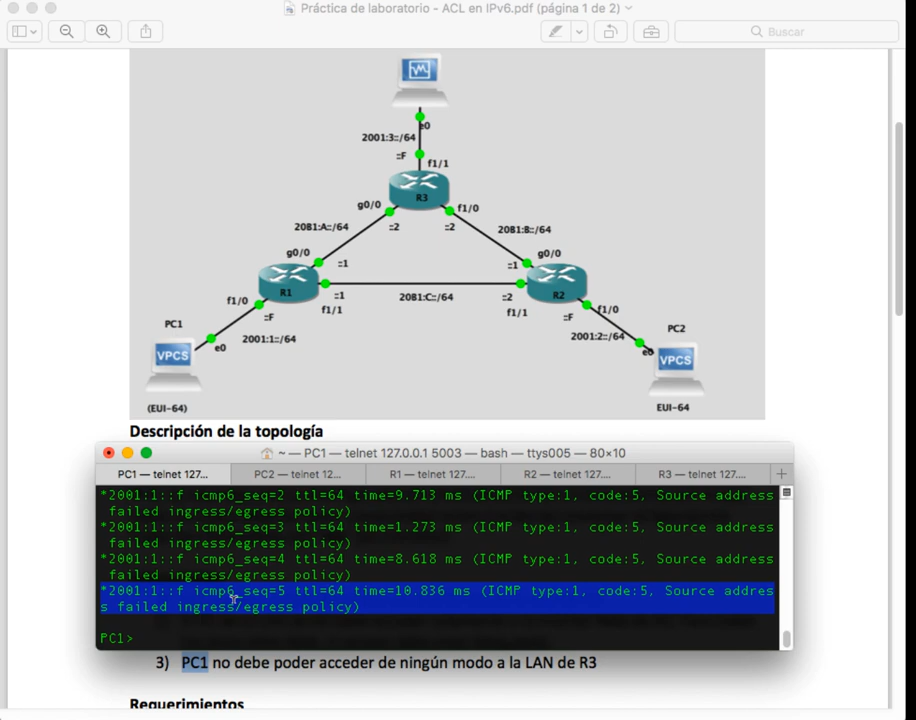 Práctica de laboratorio - ACL en IPv6.pdf (página 1 de 2)
Buscar
e0
2001:3::/64
::F
f1/1
R3
g0/0
f1/0
20B1:A::/64
::2
::2
20B1:B::/64
g0/0
g0/0
::1
::1
R1
R2
::1
20B1:C::/64
::2
f1/0
f1/1
f1/1
f1/0
::F
::F
PC1
2001:1::/64
2001:2::/64
PC2
e0
e0
VPCS
VPCS
(EUI-64)
EUI-64
Descripción de la topología
~ — PC1 — telnet 127.0.0.1 5003 — bash — ttys005 — 80×10
PC1 — telnet 127...
PC2 — telnet 12...
R1 — telnet 127....
R2 — telnet 127....
R3 — telnet 127....
*2001:1::f icmp6_seq=2 ttl=64 time=9.713 ms (ICMP type:1, code:5, Source address
failed ingress/egress policy)
*2001:1::f icmp6_seq=3 ttl=64 time=1.273 ms (ICMP type:1, code:5, Source address
failed ingress/egress policy)
*2001:1::f icmp6_seq=4 ttl=64 time=8.618 ms (ICMP type:1, code:5, Source address
failed ingress/egress policy)
*2001:1::f icmp6_seq=5 ttl=64 time=10.836 ms (ICMP type:1, code:5, Source addres
s failed ingress/egress policy)
PC1>
3) PC1 no debe poder acceder de ningún modo a la LAN de R3
Requerimientos